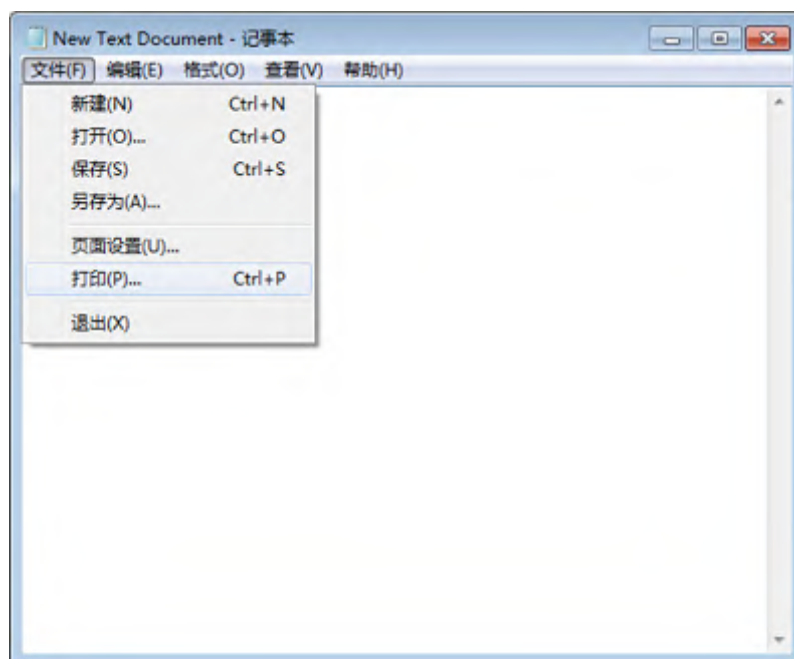 New Text Document - 记事本
文件(F) 编辑(E) 格式(O) 查看(V) 帮助(H)
新建(N) Ctrl+N
打开(O)... Ctrl+O
保存(S) Ctrl+S
另存为(A)...
页面设置(U)...
打印(P)... Ctrl+P
退出(X)